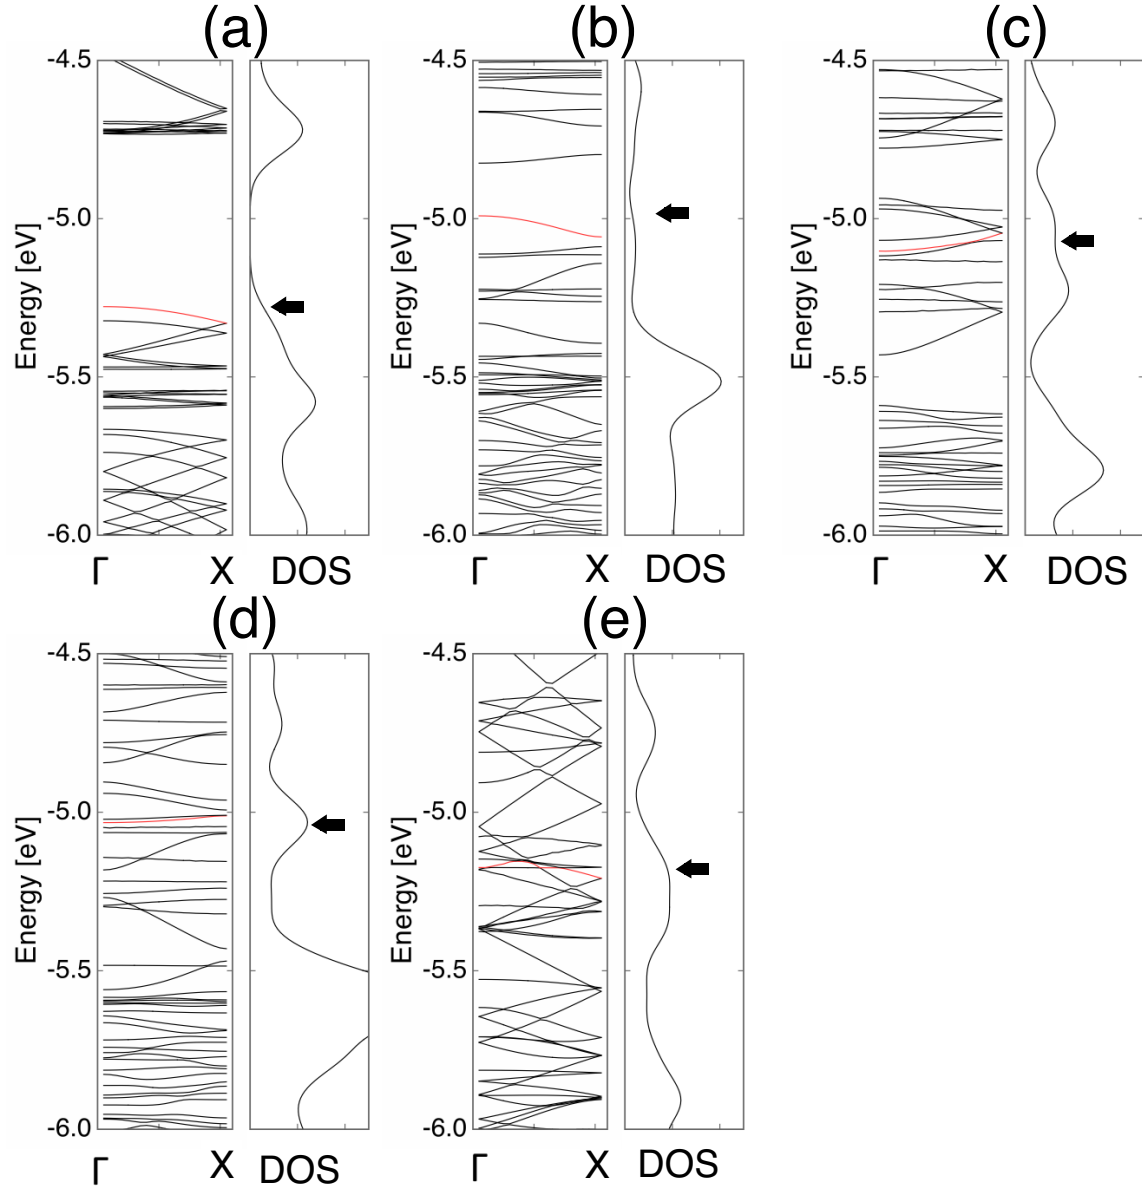 (a) (b) (c)
-4.5 -4.5 -4.5
Energy [eV] Energy [eV] Energy [eV]
-5.0 -5.0 -5.0
-5.5 -5.5 -5.5
-6.0 -6.0 -6.0
Γ X DOS Γ X DOS Γ X DOS
(d) (e)
-4.5 -4.5
Energy [eV] Energy [eV]
-5.0 -5.0
-5.5 -5.5
-6.0 -6.0
Γ X DOS Γ X DOS